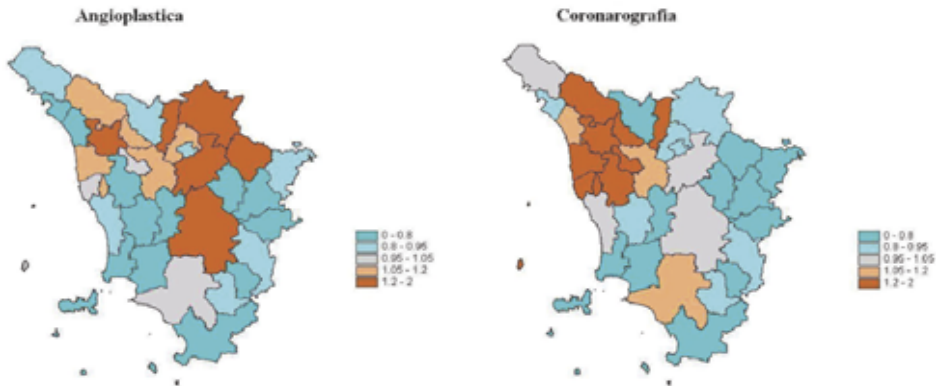 Angioplastica
0 - 0.8
0.8 - 0.95
0.95 - 1.05
1.05 - 1.2
1.2 - 2
Coronarografia
0 - 0.8
0.8 - 0.95
0.95 - 1.05
1.05 - 1.2
1.2 - 2